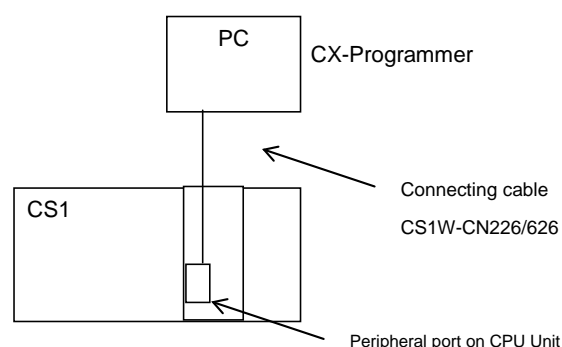 PC
CX-Programmer
Connecting cable
CS1W-CN226/626
CS1
Peripheral port on CPU Unit